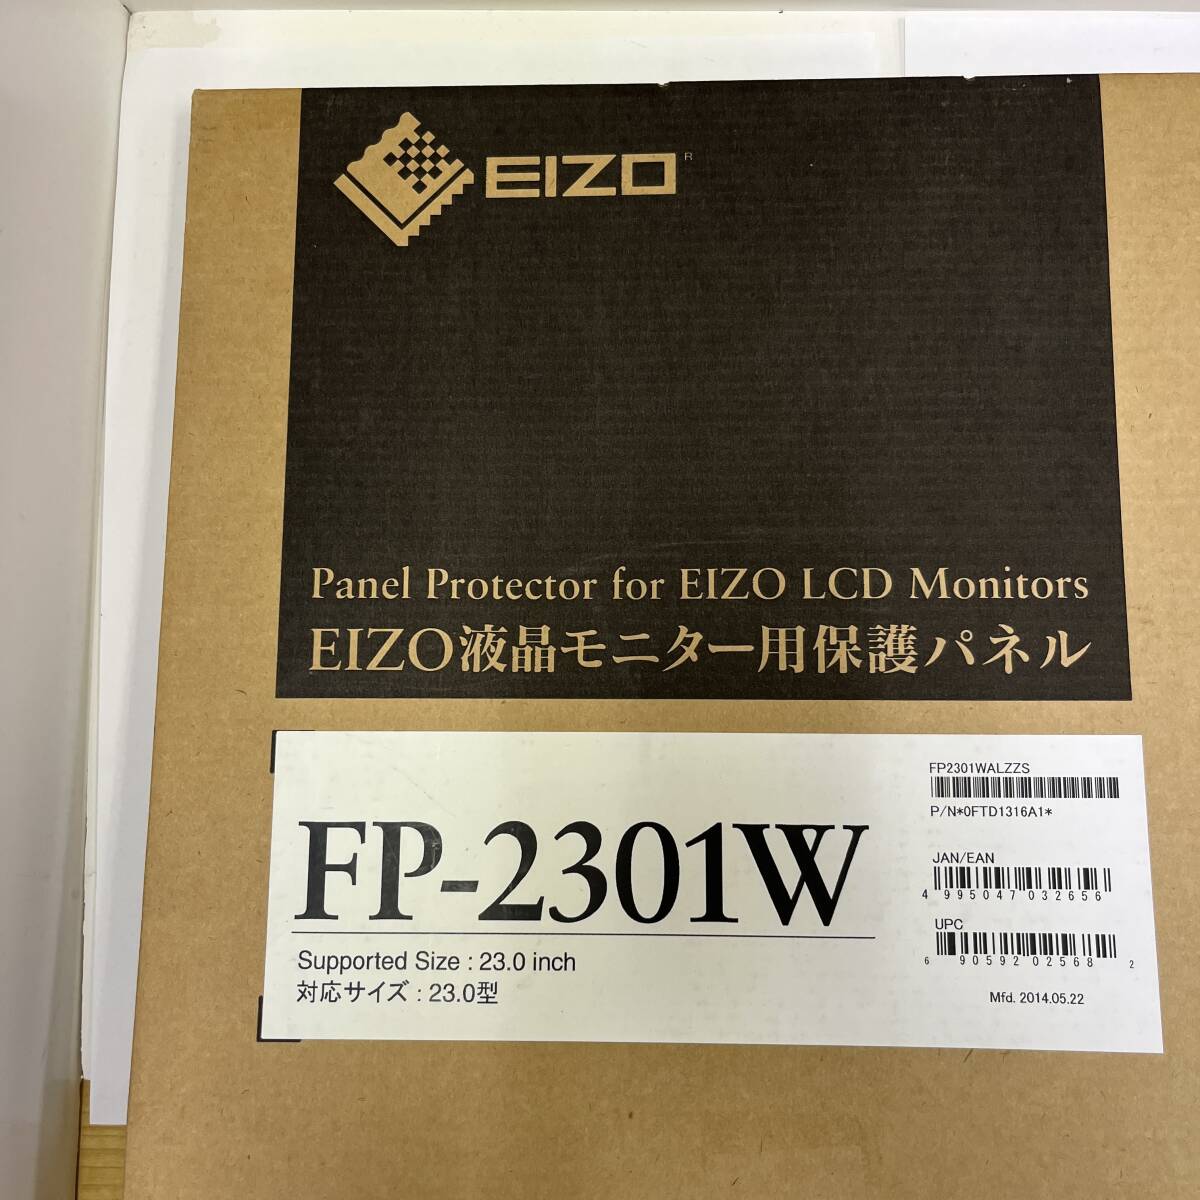 EIZO®
Panel Protector for EIZO LCD Monitors
EIZO液晶モニター用保護パネル
FP-2301W
Supported Size : 23.0 inch
対応サイズ : 23.0型
FP2301WALZZS
P/N*0FTD1316A1*
JAN/EAN
4 995047 032656
UPC
6 90592 02568 2
Mfd. 2014.05.22